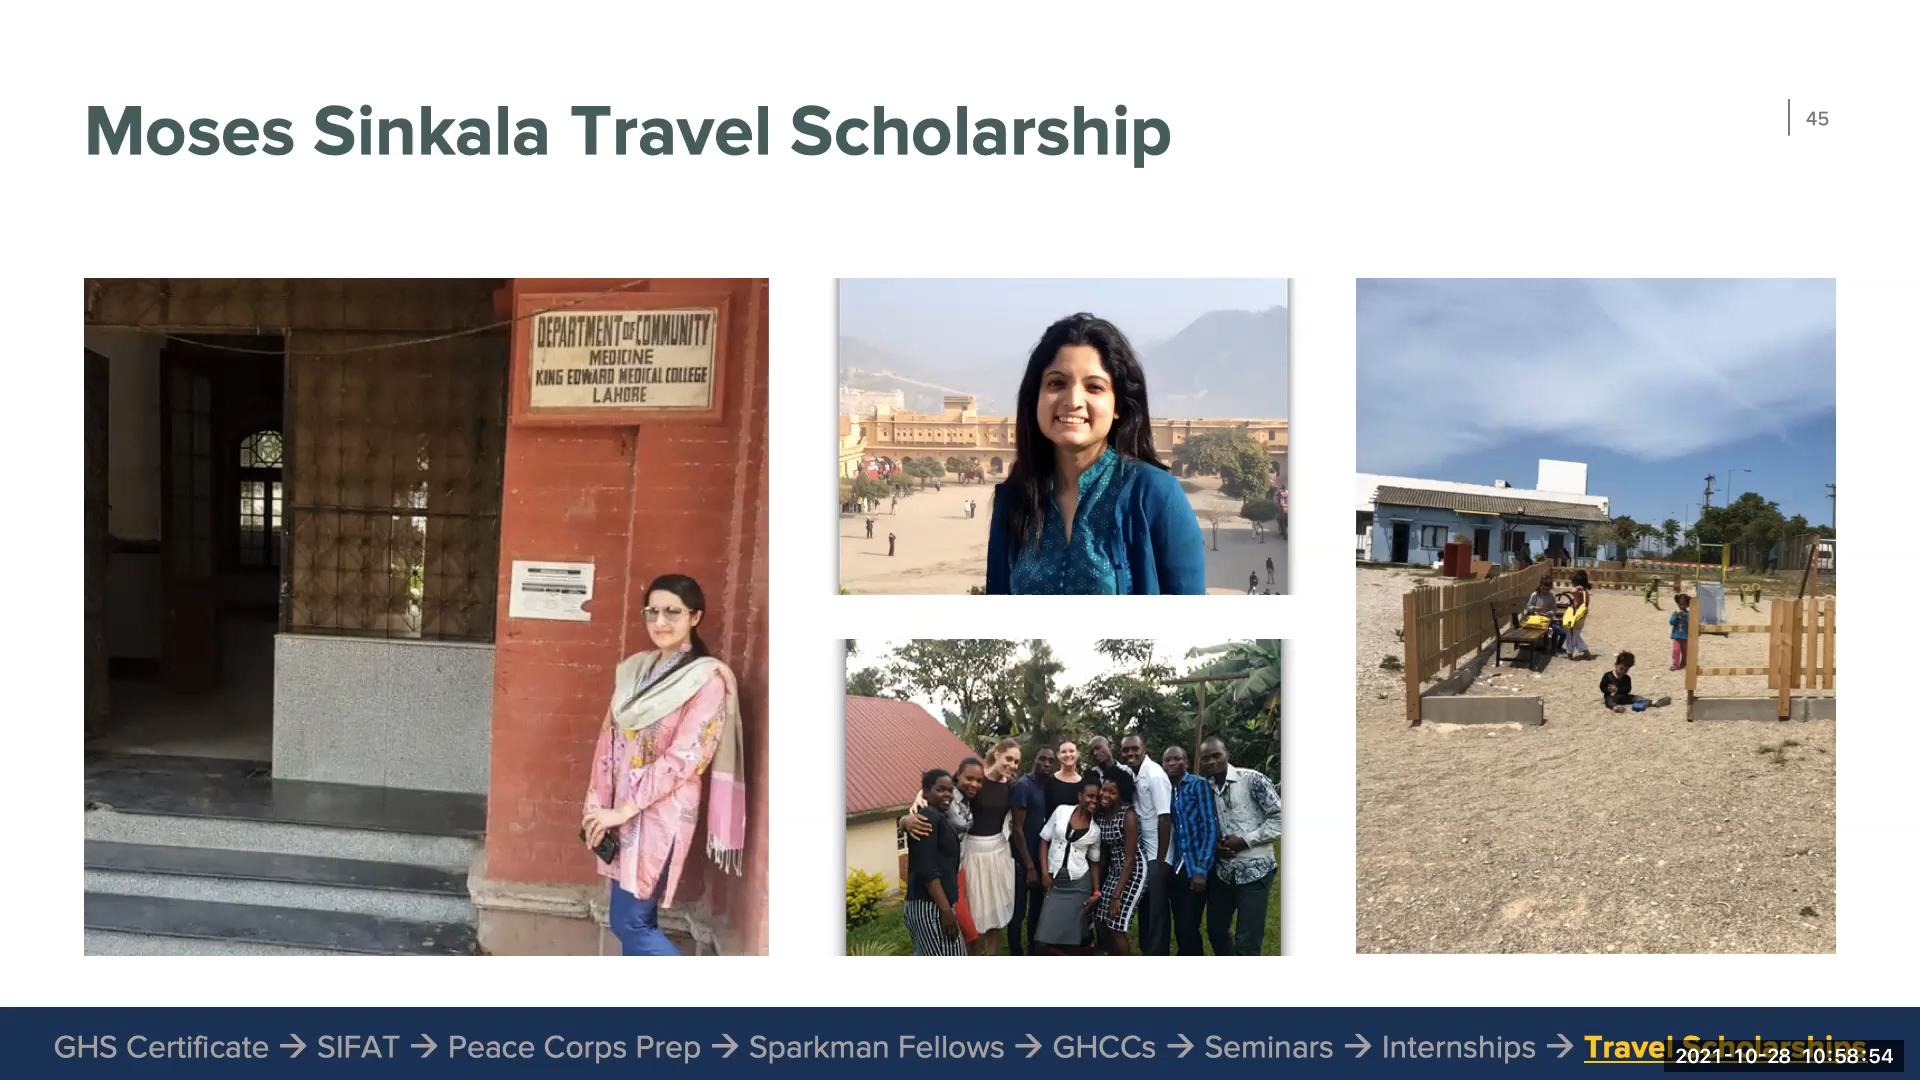 Moses Sinkala Travel Scholarship
45
DEPARTMENT OF COMMUNITY
MEDICINE
KING EDWARD MEDICAL COLLEGE
LAHORE
GHS Certificate → SIFAT → Peace Corps Prep → Sparkman Fellows → GHCCs → Seminars → Internships → Travel Scholarships
2021-10-28 10:58:54